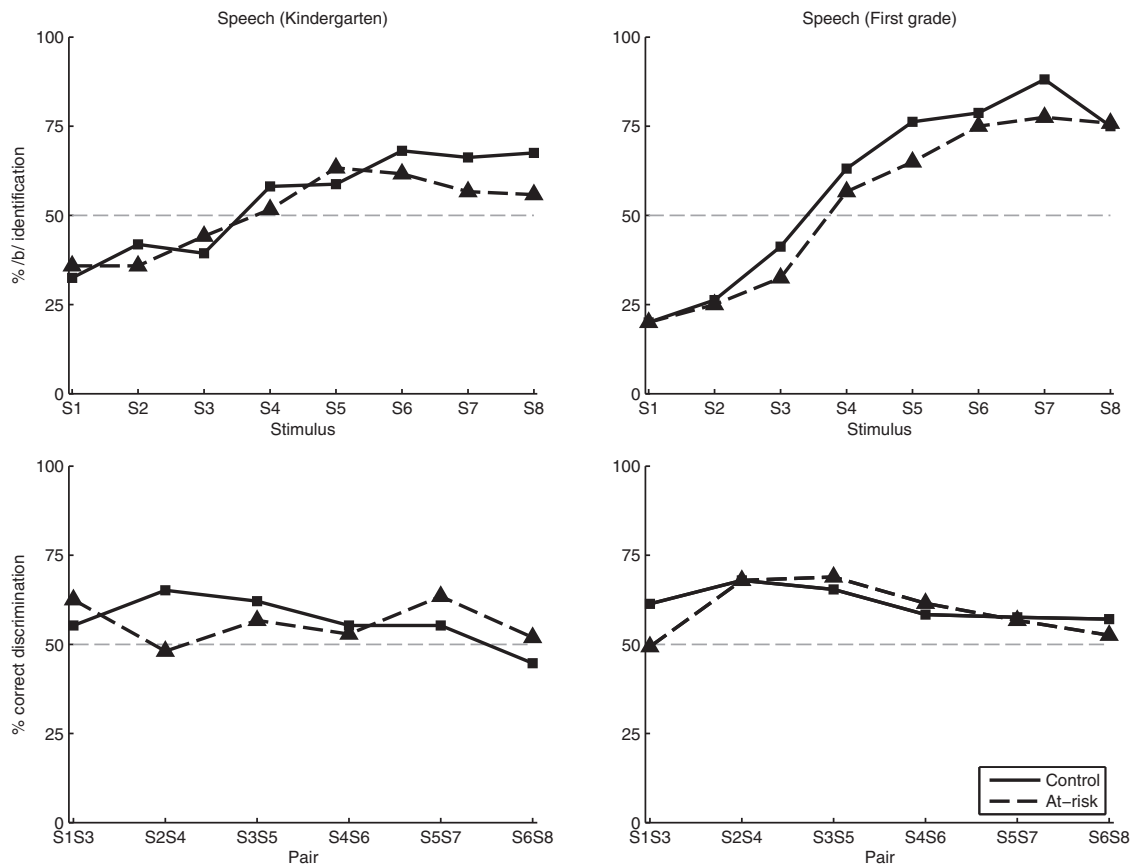 Speech (Kindergarten)
100
75
50
25
0
% /b/ identification
S1 S2 S3 S4 S5 S6 S7 S8
Stimulus
Speech (First grade)
100
75
50
25
0
S1 S2 S3 S4 S5 S6 S7 S8
Stimulus
100
75
50
25
0
% correct discrimination
S1S3 S2S4 S3S5 S4S6 S5S7 S6S8
Pair
100
75
50
25
0
Control
At−risk
S1S3 S2S4 S3S5 S4S6 S5S7 S6S8
Pair